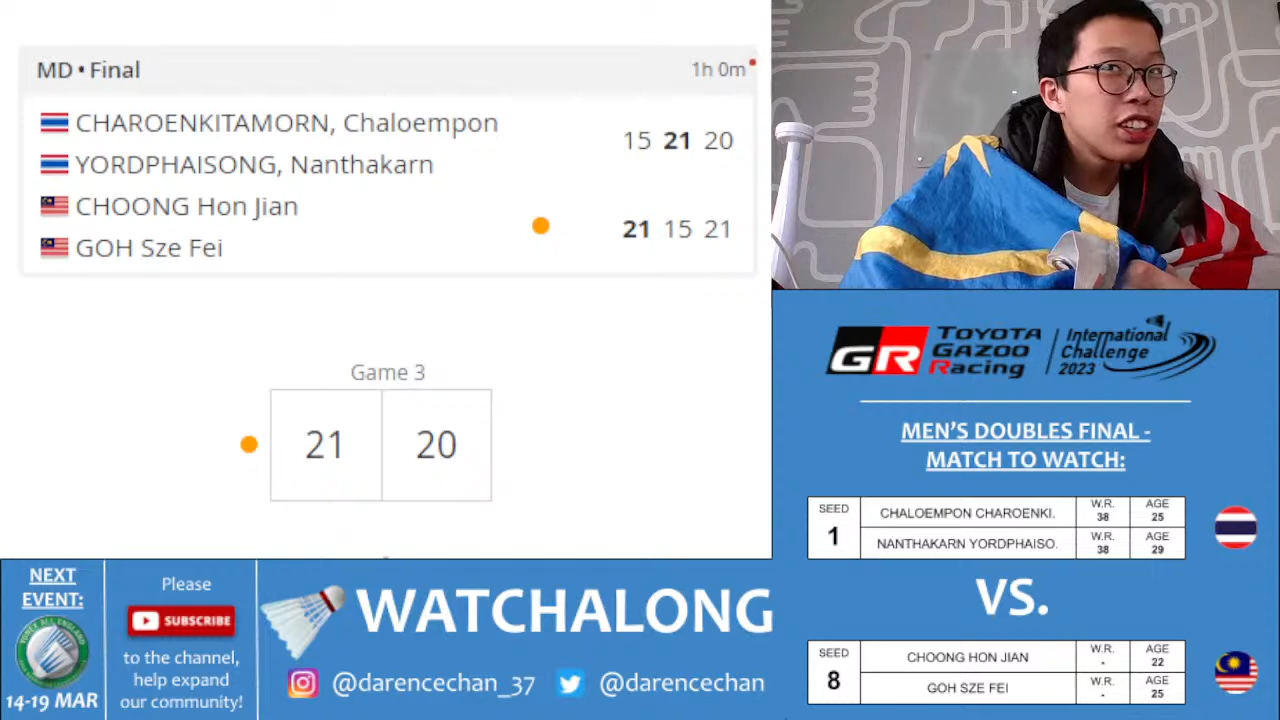 MD • Final
1h 0m
CHAROENKITAMORN, Chaloempon
YORDPHAISONG, Nanthakarn
15 21 20
CHOONG Hon Jian
GOH Sze Fei
21 15 21
Game 3
21 20
GR TOYOTA GAZOO Racing
International Challenge 2023
MEN'S DOUBLES FINAL -
MATCH TO WATCH:
SEED 1
CHALOEMPON CHAROENKI. W.R. 38 AGE 25
NANTHAKARN YORDPHAISO. W.R. 38 AGE 29
VS.
SEED 8
CHOONG HON JIAN W.R. - AGE 22
GOH SZE FEI W.R. - AGE 25
NEXT
EVENT:
14-19 MAR
Please
SUBSCRIBE
to the channel,
help expand
our community!
WATCHALONG
@darencechan_37
@darencechan